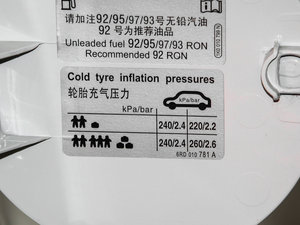 请加注92/95/97/93号无铅汽油
92 号为推荐油品
Unleaded fuel 92/95/97/93 RON
Recommended 92 RON
Cold tyre inflation pressures
轮胎充气压力
kPa/bar
kPa/bar
240/2.4 220/2.2
240/2.4 260/2.6
6RD 010 781 A